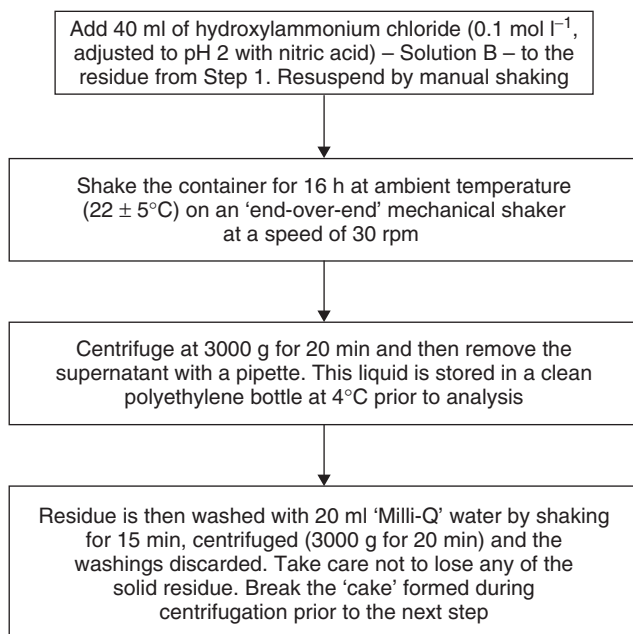 Add 40 ml of hydroxylammonium chloride (0.1 mol l⁻¹,
adjusted to pH 2 with nitric acid) – Solution B – to the
residue from Step 1. Resuspend by manual shaking
Shake the container for 16 h at ambient temperature
(22 ± 5°C) on an ‘end-over-end’ mechanical shaker
at a speed of 30 rpm
Centrifuge at 3000 g for 20 min and then remove the
supernatant with a pipette. This liquid is stored in a clean
polyethylene bottle at 4°C prior to analysis
Residue is then washed with 20 ml ‘Milli-Q’ water by shaking
for 15 min, centrifuged (3000 g for 20 min) and the
washings discarded. Take care not to lose any of the
solid residue. Break the ‘cake’ formed during
centrifugation prior to the next step